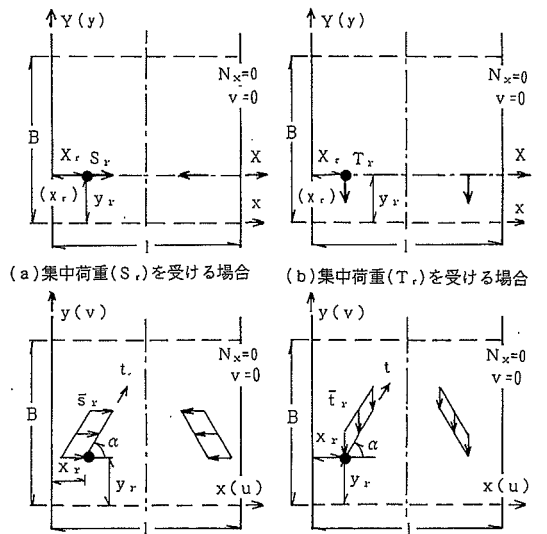 Y(y)
Y(y)
Nx=0
v=0
Nx=0
v=0
B
B
Xr Sr
X
Xr Tr
X
(xr)
yr
x
(xr)
yr
x
l
l
(a)集中荷重(Sr)を受ける場合
(b)集中荷重(Tr)を受ける場合
y(v)
y(v)
Nx=0
v=0
Nx=0
v=0
t
t
B
s̄r
B
t̄r
xr
α
xr
α
yr
x(u)
yr
x(u)